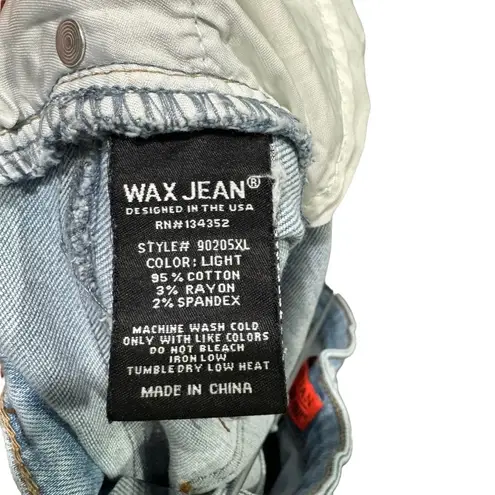 WAX JEAN®
DESIGNED IN THE USA
RN#134352
STYLE# 90205XL
COLOR: LIGHT
95% COTTON
3% RAYON
2% SPANDEX
MACHINE WASH COLD
ONLY WITH LIKE COLORS
DO NOT BLEACH
IRON LOW
TUMBLE DRY LOW HEAT
MADE IN CHINA